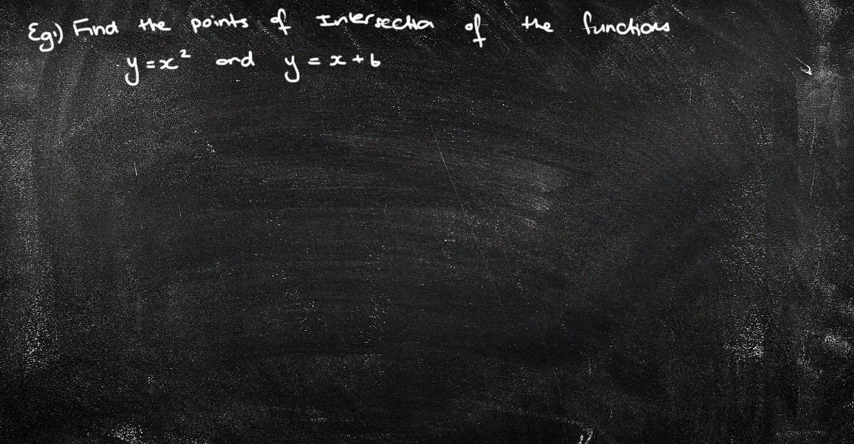 Eg.) Find the points of Intersection of the functions
y = x² and y = x + 6